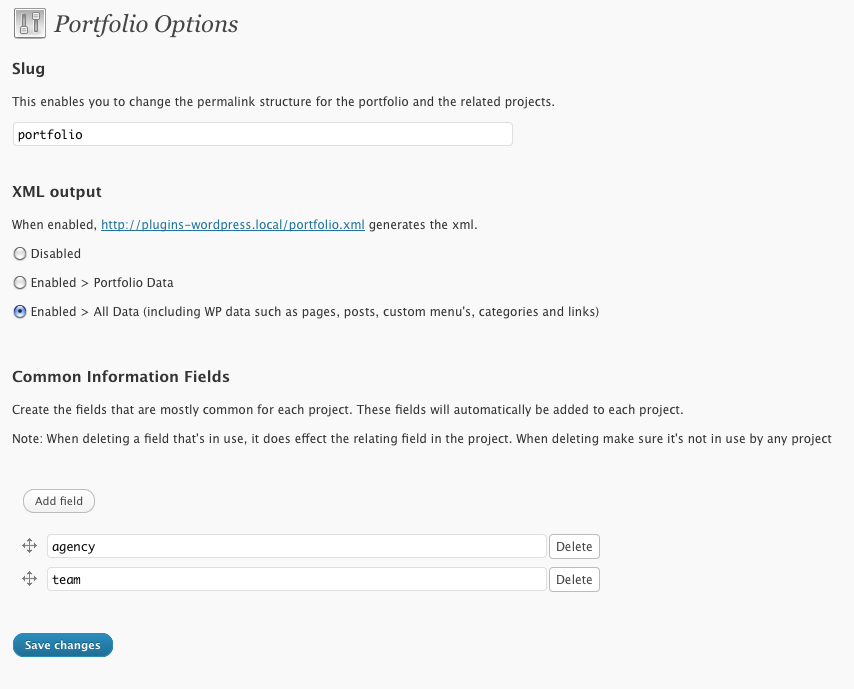 Portfolio Options
Slug
This enables you to change the permalink structure for the portfolio and the related projects.
portfolio
XML output
When enabled, http://plugins-wordpress.local/portfolio.xml generates the xml.
Disabled
Enabled > Portfolio Data
Enabled > All Data (including WP data such as pages, posts, custom menu's, categories and links)
Common Information Fields
Create the fields that are mostly common for each project. These fields will automatically be added to each project.
Note: When deleting a field that's in use, it does effect the relating field in the project. When deleting make sure it's not in use by any project
Add field
agency Delete
team Delete
Save changes